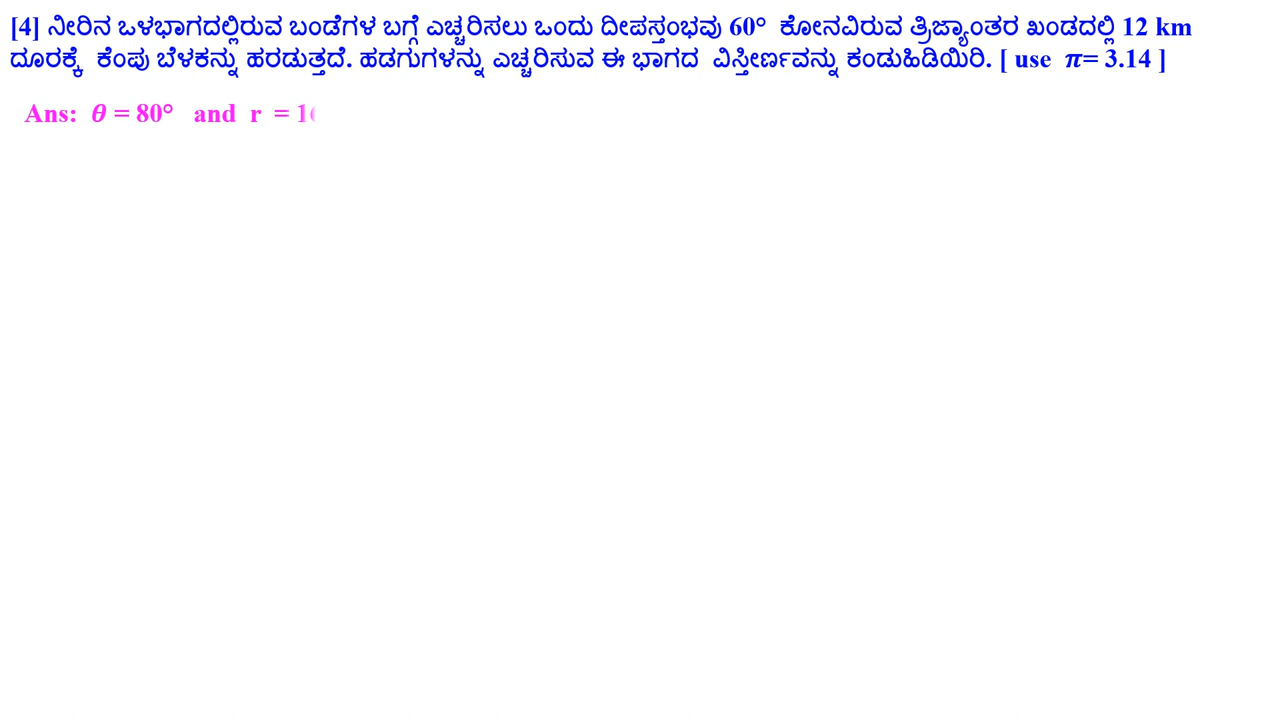 [4] ನೀರಿನ ಒಳಭಾಗದಲ್ಲಿರುವ ಬಂಡೆಗಳ ಬಗ್ಗೆ ಎಚ್ಚರಿಸಲು ಒಂದು ದೀಪಸ್ತಂಭವು 60° ಕೋನವಿರುವ ತ್ರಿಜ್ಯಾಂತರ ಖಂಡದಲ್ಲಿ 12 km
ದೂರಕ್ಕೆ ಕೆಂಪು ಬೆಳಕನ್ನು ಹರಡುತ್ತದೆ. ಹಡಗುಗಳನ್ನು ಎಚ್ಚರಿಸುವ ಈ ಭಾಗದ ವಿಸ್ತೀರ್ಣವನ್ನು ಕಂಡುಹಿಡಿಯಿರಿ. [ use π= 3.14 ]
Ans: θ = 80° and r = 1